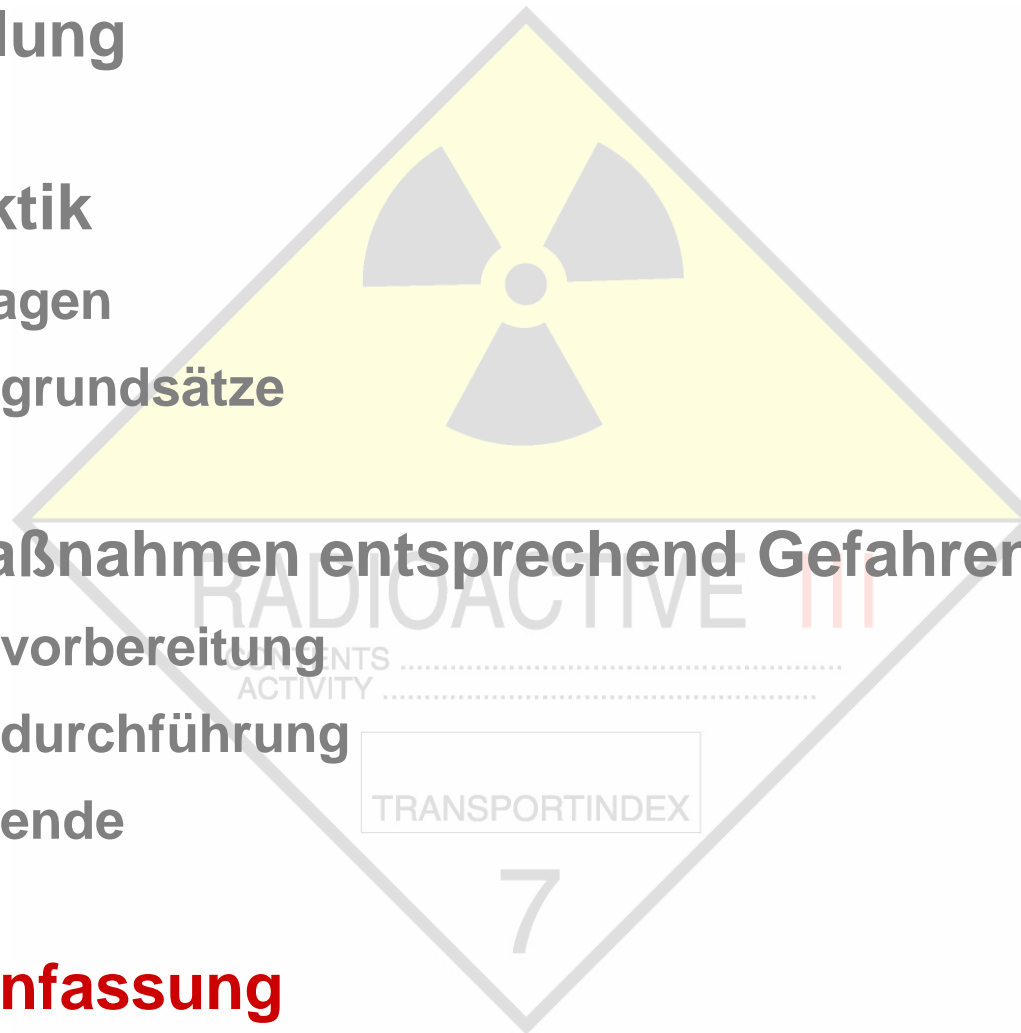 lung
ktik
agen
grundsätze
aßnahmen entsprechend Gefahren
RADIOACTIVE III
vorbereitung
CONTENTS ................................................
ACTIVITY ................................................
durchführung
TRANSPORTINDEX
ende
7
nfassung